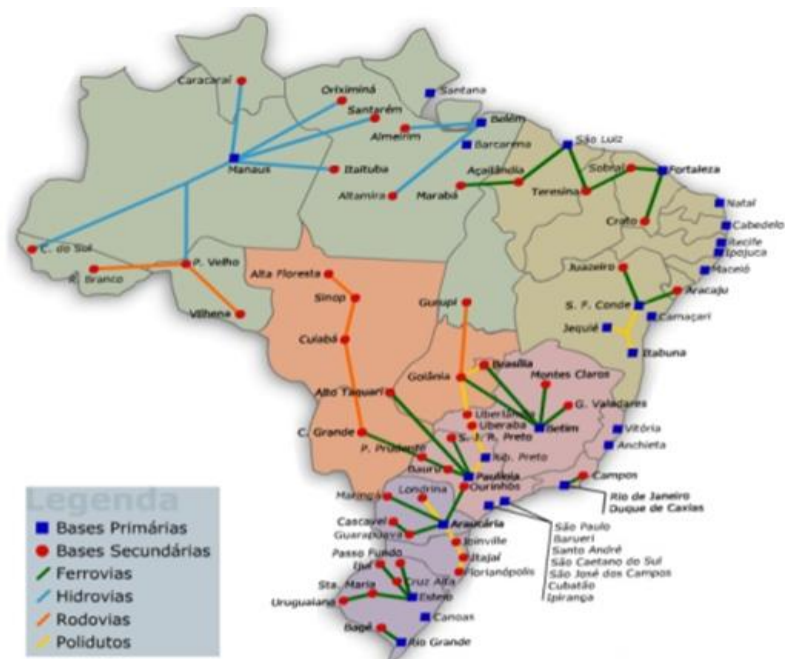 Caracaraí
Oriximiná
Santarém
Santana
Almeirim
Belém
Barcarena
São Luiz
Manaus
Itaituba
Açailândia
Sobral
Fortaleza
Altamira
Marabá
Teresina
Natal
Crato
Cabedelo
Recife
Ipojuca
C. do Sul
P. Velho
Alta Floresta
Juazeiro
Maceió
R. Branco
Sinop
Gurupi
Aracaju
S. F. Conde
Vilhena
Camaçari
Cuiabá
Jequié
Itabuna
Brasília
Goiânia
Montes Claros
Alto Taquari
G. Valadares
Uberlândia
C. Grande
Uberaba
Betim
Vitória
S. J. R. Preto
Anchieta
P. Prudente
Rib. Preto
Bauru
Paulínia
Campos
Ourinhos
Maringá
Londrina
Rio de Janeiro
Duque de Caxias
Cascavel
Araucária
São Paulo
Guarapuava
Joinville
Barueri
Santo André
Passo Fundo
Itajaí
São Caetano do Sul
Ijuí
Cruz Alta
Florianópolis
São José dos Campos
Sta. Maria
Cubatão
Uruguaiana
Esteio
Ipiranga
Canoas
Bagé
Rio Grande
Legenda
Bases Primárias
Bases Secundárias
Ferrovias
Hidrovias
Rodovias
Polidutos